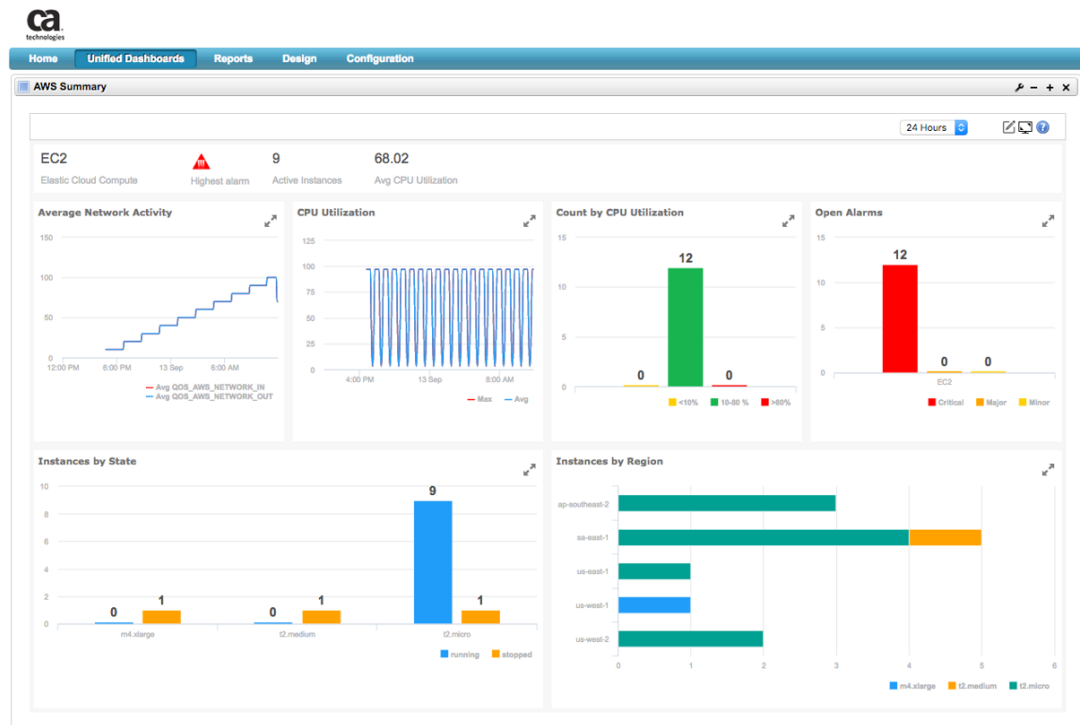 ca
technologies
Home Unified Dashboards Reports Design Configuration
AWS Summary
24 Hours
EC2 9 68.02
Elastic Cloud Compute Highest alarm Active Instances Avg CPU Utilization
Average Network Activity
150
100
50
0
12:00 PM 6:00 PM 13 Sep 8:00 AM
Avg QOS_AWS_NETWORK_IN
Avg QOS_AWS_NETWORK_OUT
CPU Utilization
125
100
75
50
25
0
4:00 PM 13 Sep 8:00 AM
Max Avg
Count by CPU Utilization
15
10
5
0
0 12 0
<10% 10-80 % >80%
Open Alarms
15
10
5
0
12 0 0
EC2
Critical Major Minor
Instances by State
10
8
6
4
2
0
0 1 0 1 9 1
m4.xlarge t2.medium t2.micro
running stopped
Instances by Region
ap-southeast-2
sa-east-1
us-east-1
us-west-1
us-west-2
0 1 2 3 4 5 6
m4.xlarge t2.medium t2.micro